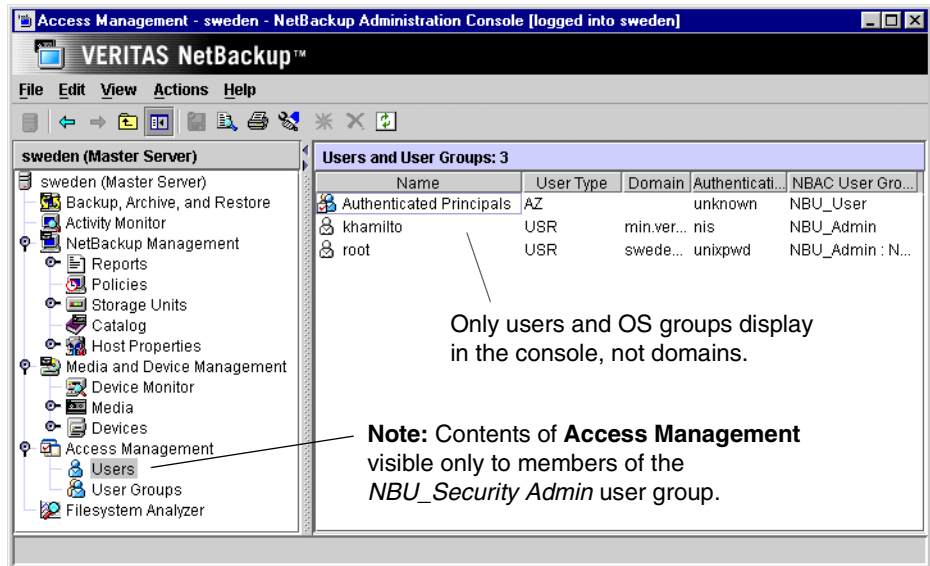 Access Management - sweden - NetBackup Administration Console [logged into sweden]
VERITAS NetBackup™
File Edit View Actions Help
sweden (Master Server)
sweden (Master Server)
Backup, Archive, and Restore
Activity Monitor
NetBackup Management
Reports
Policies
Storage Units
Catalog
Host Properties
Media and Device Management
Device Monitor
Media
Devices
Access Management
Users
User Groups
Filesystem Analyzer
Users and User Groups: 3
Name User Type Domain Authenticati... NBAC User Gro...
Authenticated Principals AZ unknown NBU_User
khamilto USR min.ver... nis NBU_Admin
root USR swede... unixpwd NBU_Admin : N...
Only users and OS groups display
in the console, not domains.
Note: Contents of Access Management
visible only to members of the
NBU_Security Admin user group.